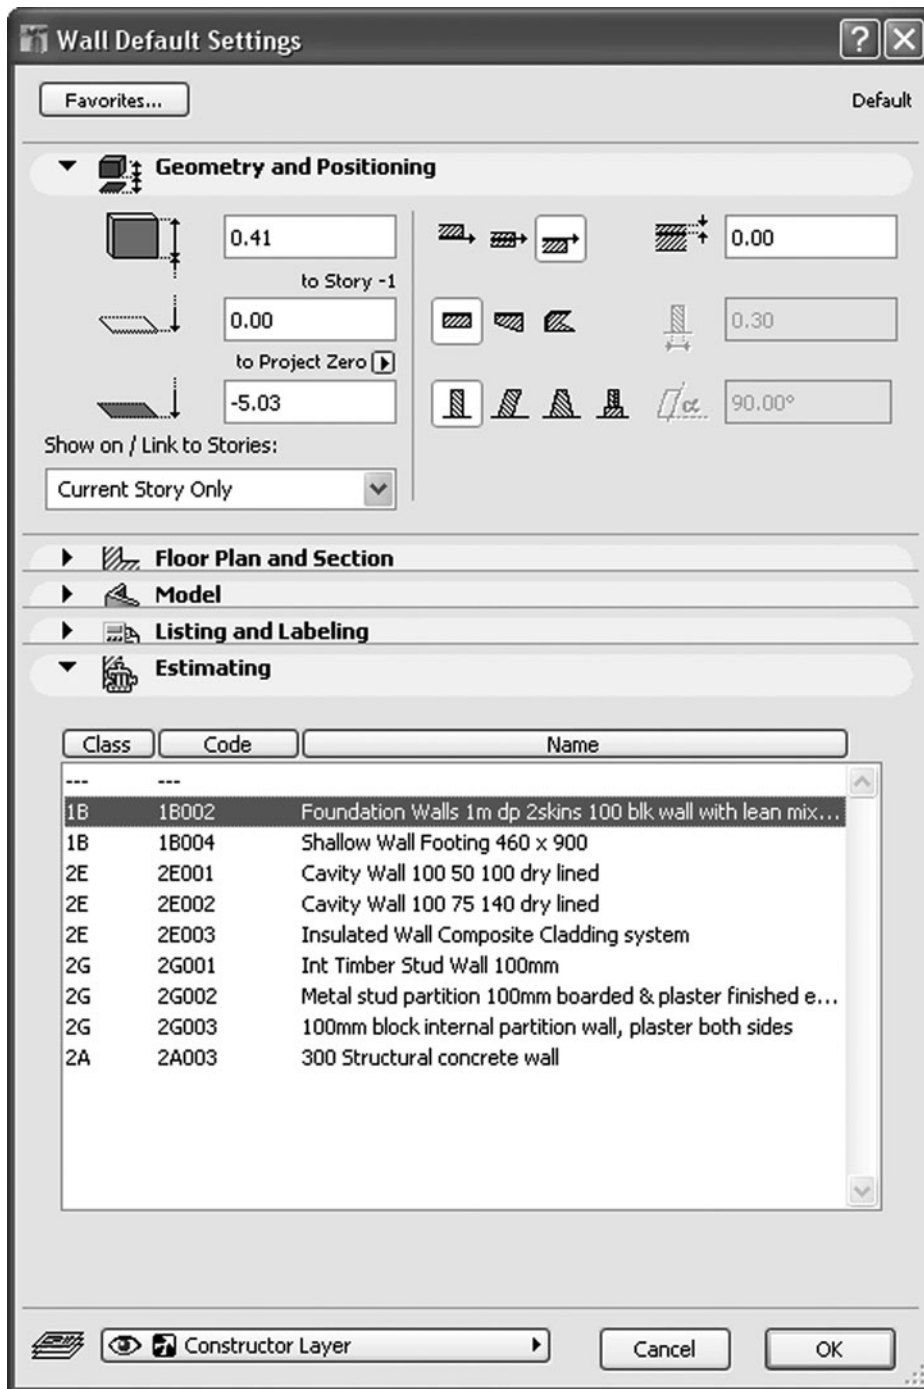 Wall Default Settings
Favorites...
Default
Geometry and Positioning
0.41
to Story -1
0.00
to Project Zero
-5.03
Show on / Link to Stories:
Current Story Only
0.00
0.30
α 90.00°
Floor Plan and Section
Model
Listing and Labeling
Estimating
Class Code Name
--- ---
1B 1B002 Foundation Walls 1m dp 2skins 100 blk wall with lean mix...
1B 1B004 Shallow Wall Footing 460 x 900
2E 2E001 Cavity Wall 100 50 100 dry lined
2E 2E002 Cavity Wall 100 75 140 dry lined
2E 2E003 Insulated Wall Composite Cladding system
2G 2G001 Int Timber Stud Wall 100mm
2G 2G002 Metal stud partition 100mm boarded & plaster finished e...
2G 2G003 100mm block internal partition wall, plaster both sides
2A 2A003 300 Structural concrete wall
Constructor Layer
Cancel
OK